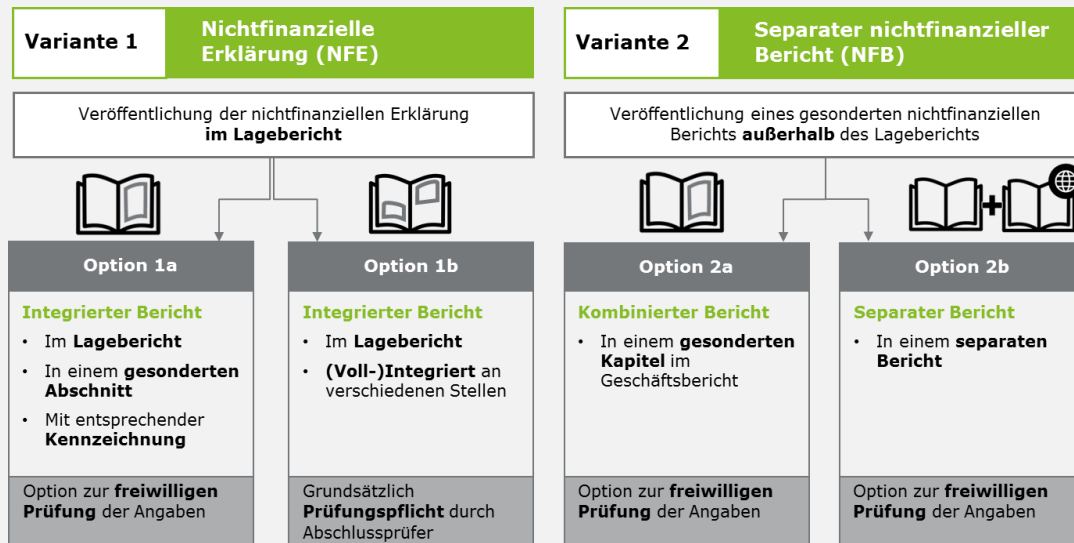 Variante 1
Nichtfinanzielle
Erklärung (NFE)
Veröffentlichung der nichtfinanziellen Erklärung
im Lagebericht
Option 1a
Integrierter Bericht
• Im Lagebericht
• In einem gesonderten
Abschnitt
• Mit entsprechender
Kennzeichnung
Option zur freiwilligen
Prüfung der Angaben
Option 1b
Integrierter Bericht
• Im Lagebericht
• (Voll-)Integriert an
verschiedenen Stellen
Grundsätzlich
Prüfungspflicht durch
Abschlussprüfer
Variante 2
Separater nichtfinanzieller
Bericht (NFB)
Veröffentlichung eines gesonderten nichtfinanziellen
Berichts außerhalb des Lageberichts
Option 2a
Kombinierter Bericht
• In einem gesonderten
Kapitel im
Geschäftsbericht
Option zur freiwilligen
Prüfung der Angaben
Option 2b
Separater Bericht
• In einem separaten
Bericht
Option zur freiwilligen
Prüfung der Angaben